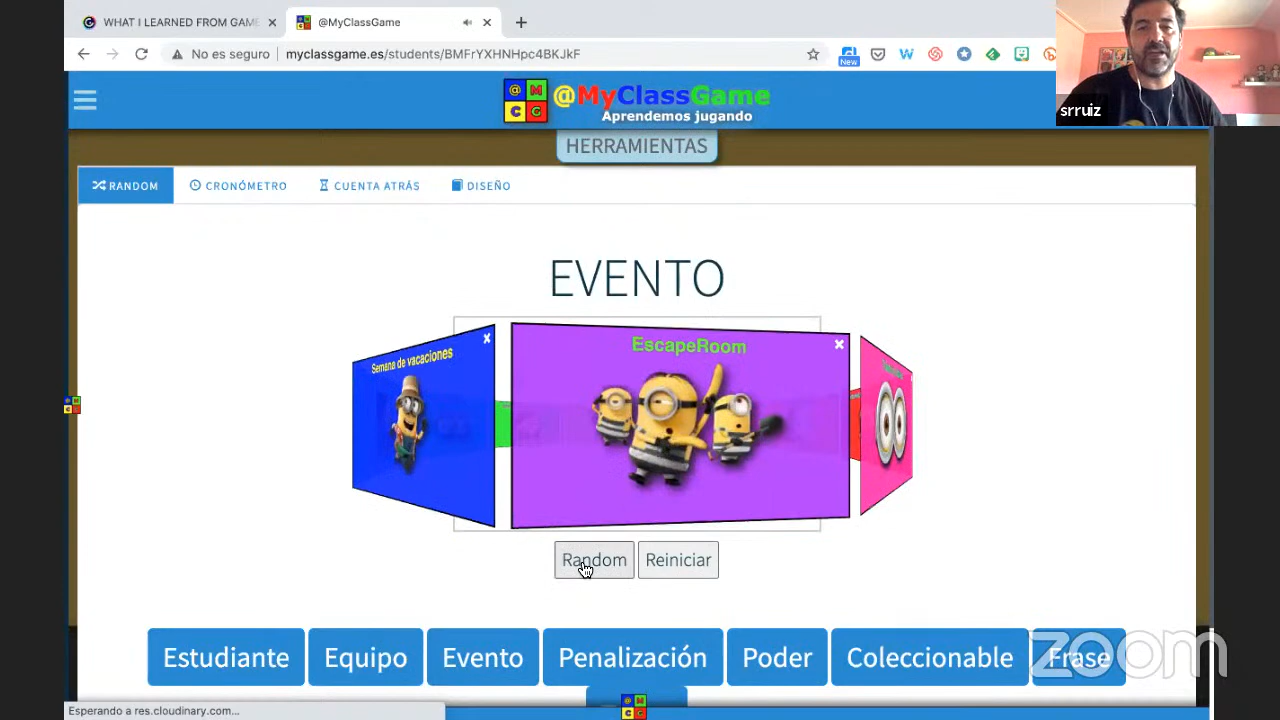 WHAT I LEARNED FROM GAME
@MyClassGame
No es seguro
myclassgame.es/students/BMFrYXHNHpc4BKJkF
New
srruiz
@ M
C G
@MyClassGame
Aprendemos jugando
HERRAMIENTAS
RANDOM
CRONÓMETRO
CUENTA ATRÁS
DISEÑO
EVENTO
Semana de vacaciones
EscapeRoom
Random
Reiniciar
Estudiante
Equipo
Evento
Penalización
Poder
Coleccionable
Frase
zoom
Esperando a res.cloudinary.com...